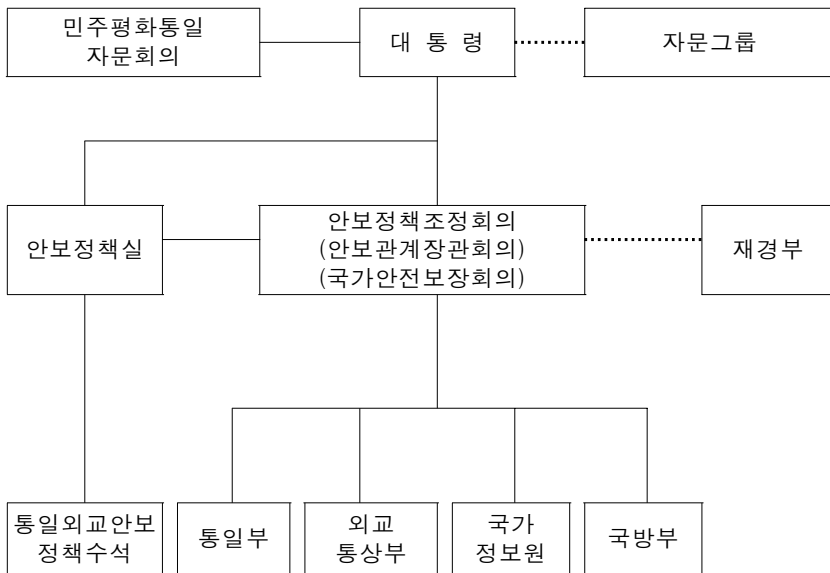 민주평화통일
자문회의
대 통 령
자문그룹
안보정책실
안보정책조정회의
(안보관계장관회의)
(국가안전보장회의)
재경부
통일외교안보
정책수석
통일부
외교
통상부
국가
정보원
국방부